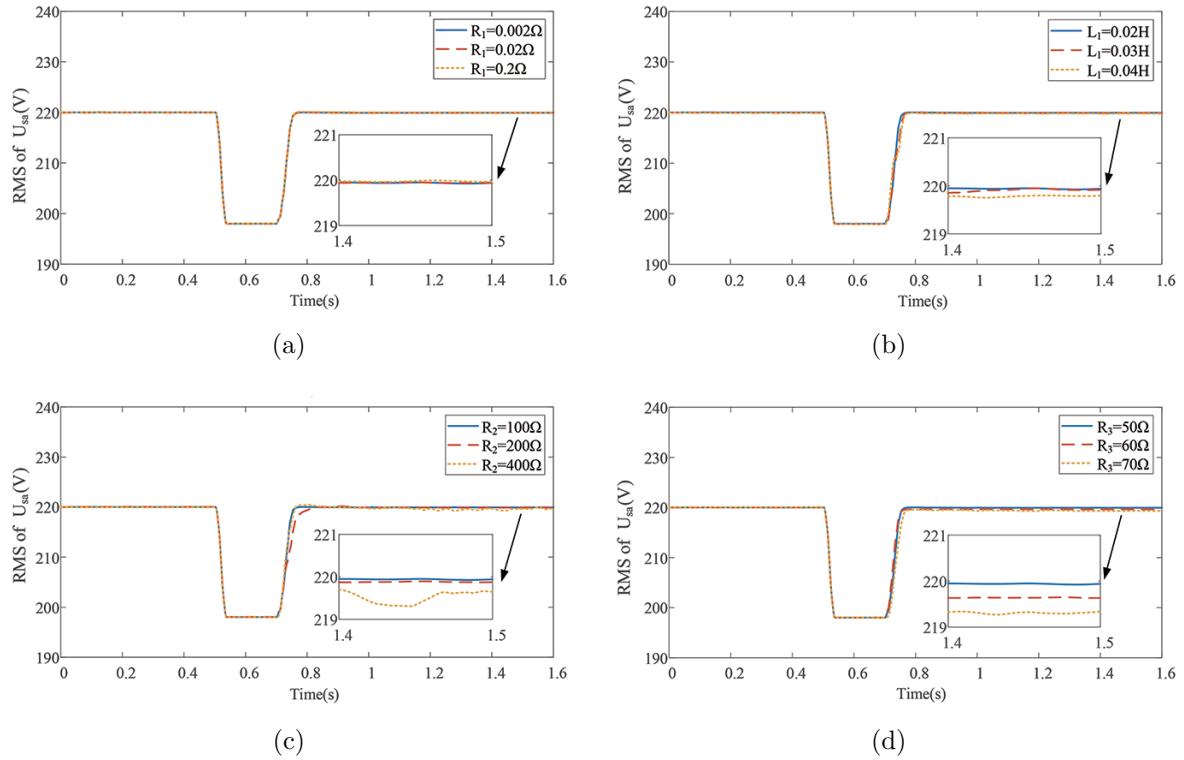 240
230
220
210
200
190
RMS of U_sa(V)
R₁=0.002Ω
R₁=0.02Ω
R₁=0.2Ω
221
220
219
1.4 1.5
0 0.2 0.4 0.6 0.8 1 1.2 1.4 1.6
Time(s)
(a)
240
230
220
210
200
190
RMS of U_sa(V)
L₁=0.02H
L₁=0.03H
L₁=0.04H
221
220
219
1.4 1.5
0 0.2 0.4 0.6 0.8 1 1.2 1.4 1.6
Time(s)
(b)
240
230
220
210
200
190
RMS of U_sa(V)
R₂=100Ω
R₂=200Ω
R₂=400Ω
221
220
219
1.4 1.5
0 0.2 0.4 0.6 0.8 1 1.2 1.4 1.6
Time(s)
(c)
240
230
220
210
200
190
RMS of U_sa(V)
R₃=50Ω
R₃=60Ω
R₃=70Ω
221
220
219
1.4 1.5
0 0.2 0.4 0.6 0.8 1 1.2 1.4 1.6
Time(s)
(d)